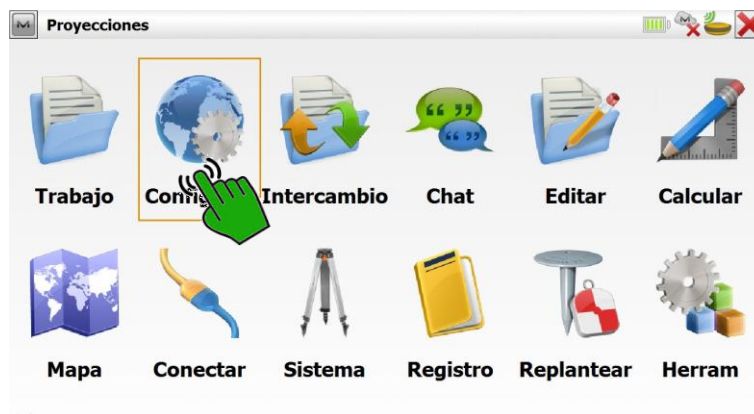 Proyecciones
Trabajo
Intercambio
Chat
Editar
Calcular
Mapa
Conectar
Sistema
Registro
Replantear
Herram